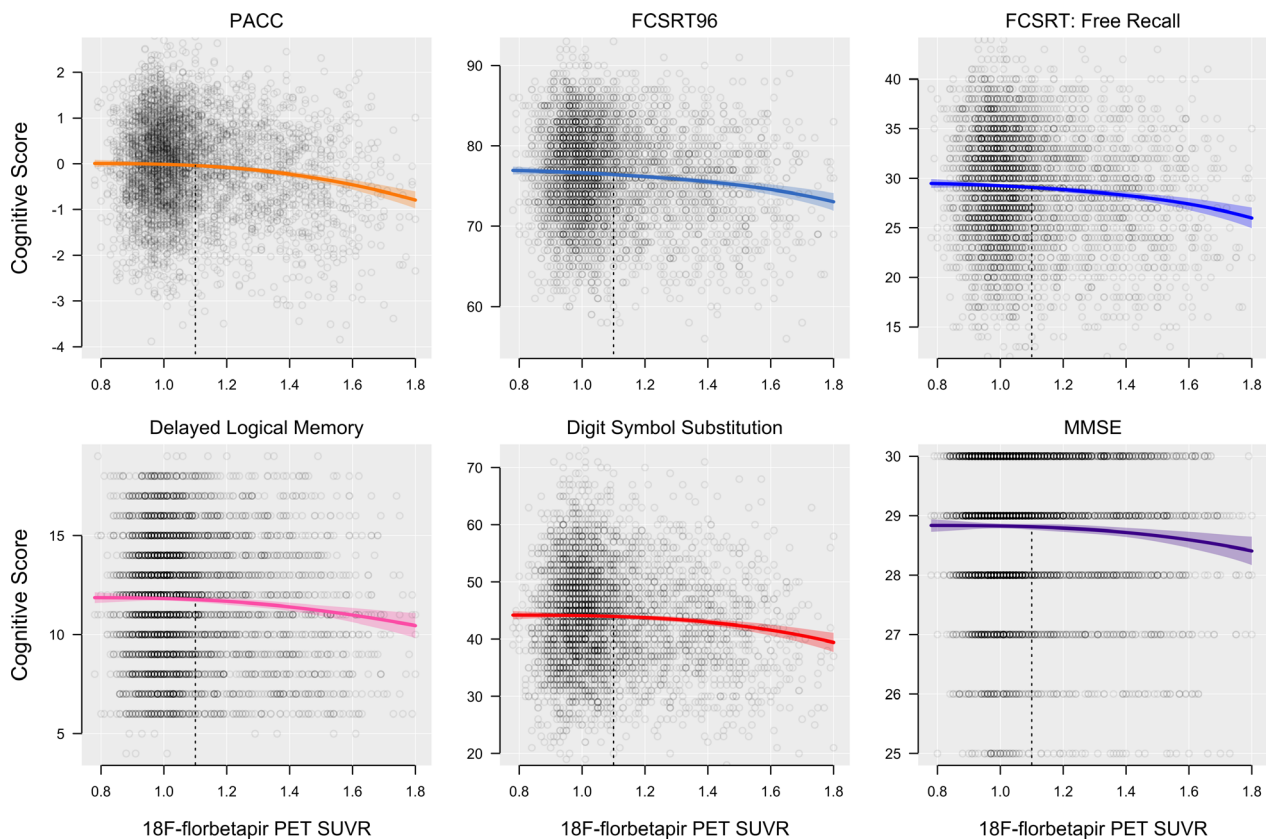 PACC
FCSRT96
FCSRT: Free Recall
Cognitive Score
2
1
0
-1
-2
-3
-4
0.8 1.0 1.2 1.4 1.6 1.8
90
80
70
60
0.8 1.0 1.2 1.4 1.6 1.8
40
35
30
25
20
15
0.8 1.0 1.2 1.4 1.6 1.8
Delayed Logical Memory
Digit Symbol Substitution
MMSE
Cognitive Score
15
10
5
0.8 1.0 1.2 1.4 1.6 1.8
18F-florbetapir PET SUVR
70
60
50
40
30
20
0.8 1.0 1.2 1.4 1.6 1.8
18F-florbetapir PET SUVR
30
29
28
27
26
25
0.8 1.0 1.2 1.4 1.6 1.8
18F-florbetapir PET SUVR